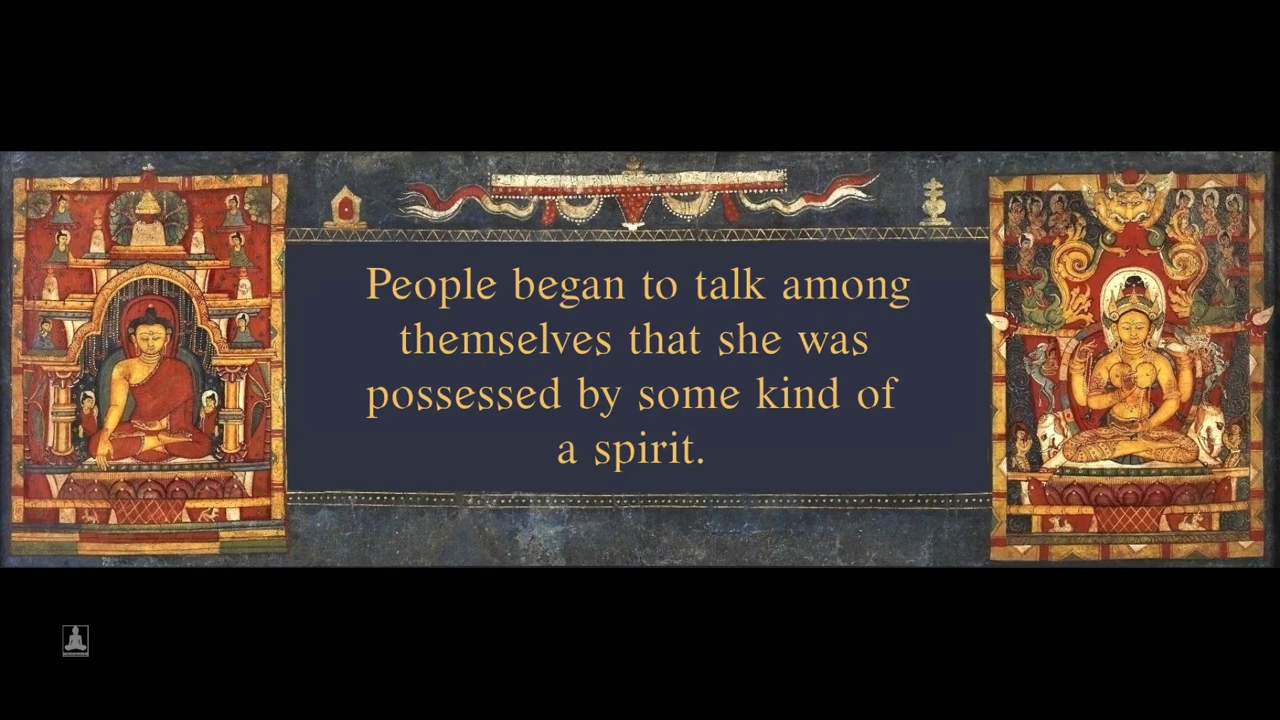 People began to talk among
themselves that she was
possessed by some kind of
a spirit.